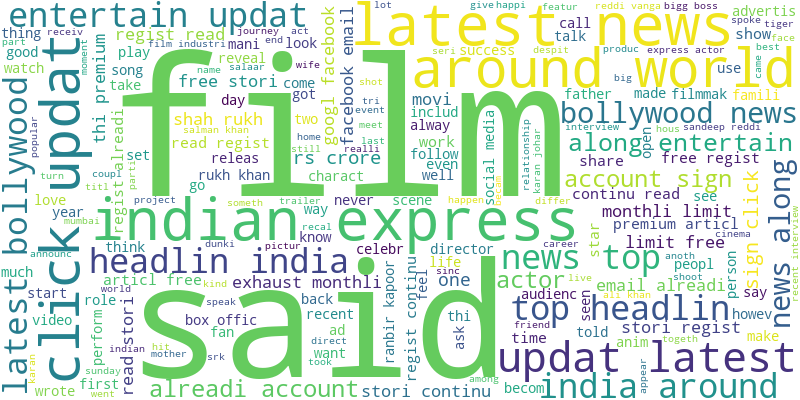 entertain updat
latest news
around world
thing
receiv
part
act
journey
lot
give
happi
featur
reddi vanga
bigg boss
advertis
regist read
film industri
end
look
spoke
tiger
call
talk
despit
express actor
show
face
good
moment
mani
reveal
seri
success
produc
best
came
watch
play
song
name
salaar
wife
free stori
big
use
take
day
got
come
shot
movyi
father
made
filmmak
famili
googl facebook
facebook email
thi premium
shah rukh
salman khan
two
tri
event
includ
bollywood news
read regist
home
meet
alway
interview
hous
sandeep reddi
releas
still
last
work
open
along entertain
set
rs crore
realli
follow
social media
relationship
karan johar
share
free regist
rukh khan
charact
even
well
account sign
continu read
see
go
love
popular
coupl
parti
turn
titl
project
trailer
never
scene
happen
becam
differ
monthli limit
year
someth
way
premium articl
mumbai
indian express
recal
know
career
cinema
star
limit free
sign click
news along
recent interview
click updat
film
latest bollywood
regist alreadi
announc
think
dunki
pictur
celebr
director
news top
anoth
peopl
person
much
headlin india
sinc
life
actor
live
shoot
say
start
articl free
kind
exhaust monthli
feel
one
email alreadi
ali khan
role
world
speak
back
audienc
seen
top headlin
howev
video
box offic
recent
ranbir kapoor
regist continu
thi
stori regist
perform
read stori
indian
fan
srk
ad
ask
said
friend
time
told
anim
make
karan
sunday
hit
mother
direct
want
updat latest
togeth
wrote
first
went
alreadi account
took
stori continu
among
becom
india around
appear